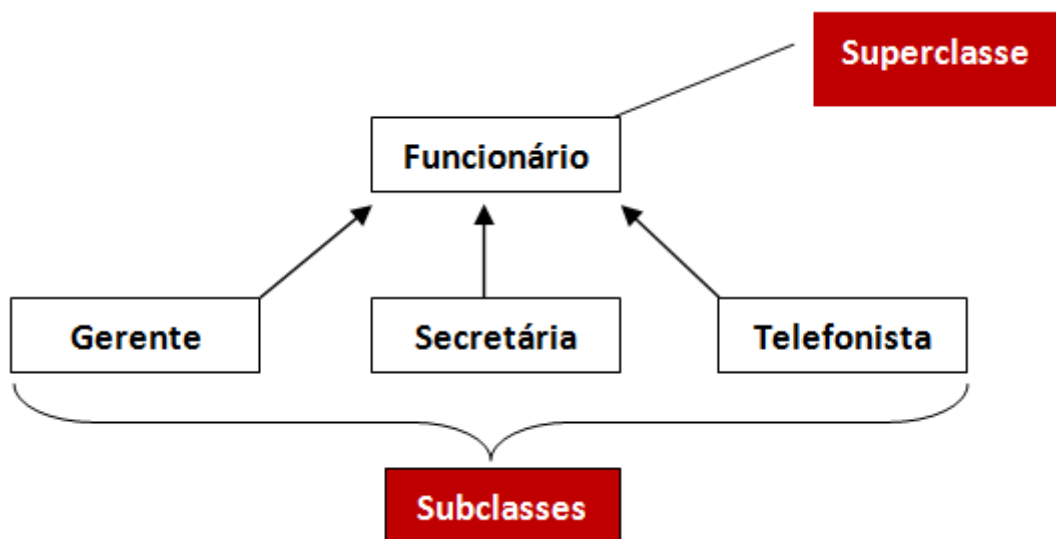 Superclasse
Funcionário
Gerente
Secretária
Telefonista
Subclasses